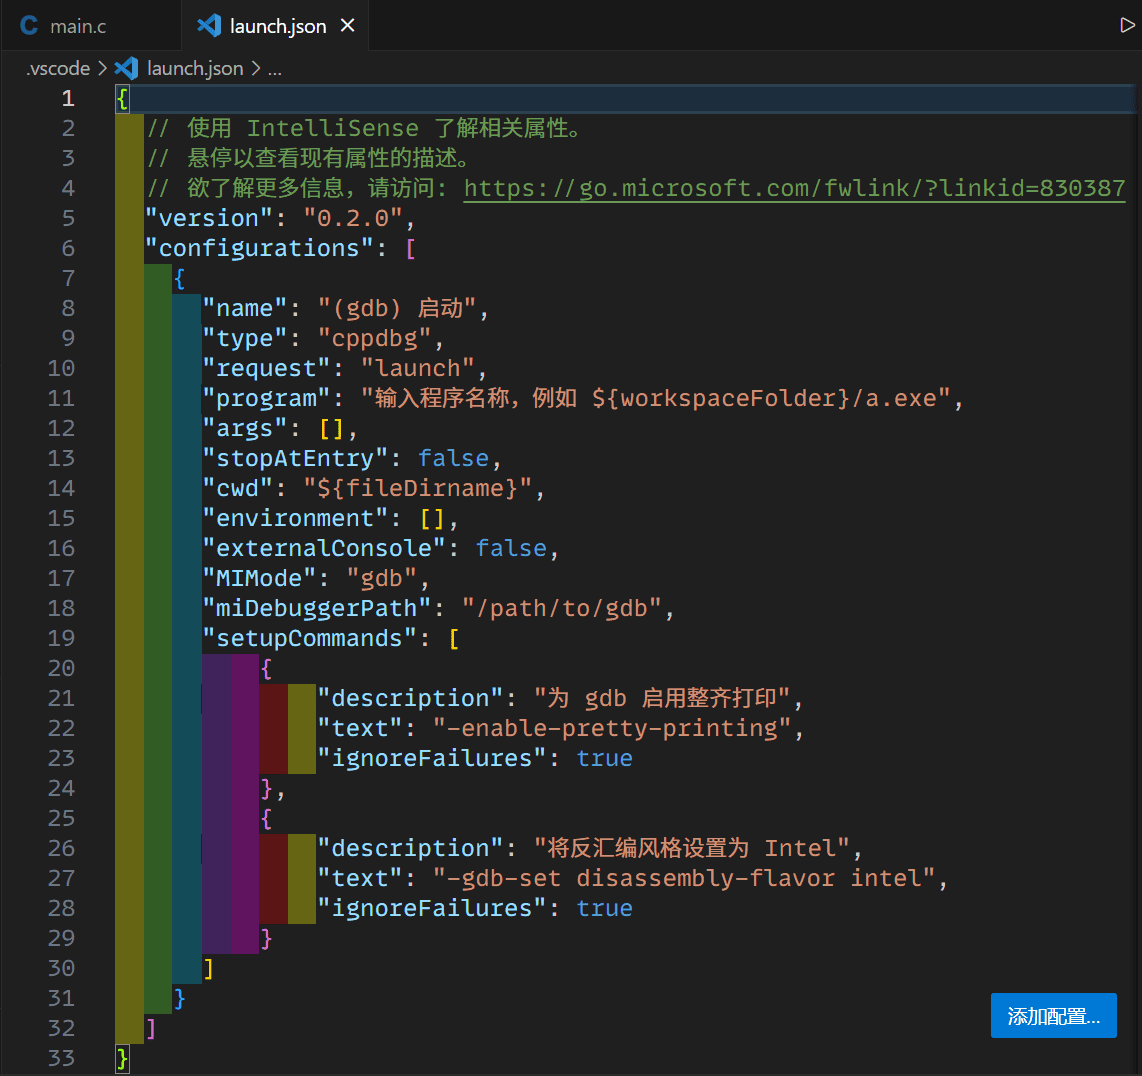 main.c
launch.json
.vscode > launch.json > ...
1 {
2 // 使用 IntelliSense 了解相关属性。
3 // 悬停以查看现有属性的描述。
4 // 欲了解更多信息，请访问: https://go.microsoft.com/fwlink/?linkid=830387
5 "version": "0.2.0",
6 "configurations": [
7 {
8 "name": "(gdb) 启动",
9 "type": "cppdbg",
10 "request": "launch",
11 "program": "输入程序名称，例如 ${workspaceFolder}/a.exe",
12 "args": [],
13 "stopAtEntry": false,
14 "cwd": "${fileDirname}",
15 "environment": [],
16 "externalConsole": false,
17 "MIMode": "gdb",
18 "miDebuggerPath": "/path/to/gdb",
19 "setupCommands": [
20 {
21 "description": "为 gdb 启用整齐打印",
22 "text": "-enable-pretty-printing",
23 "ignoreFailures": true
24 },
25 {
26 "description": "将反汇编风格设置为 Intel",
27 "text": "-gdb-set disassembly-flavor intel",
28 "ignoreFailures": true
29 }
30 ]
31 }
32 ]
33 }
添加配置...